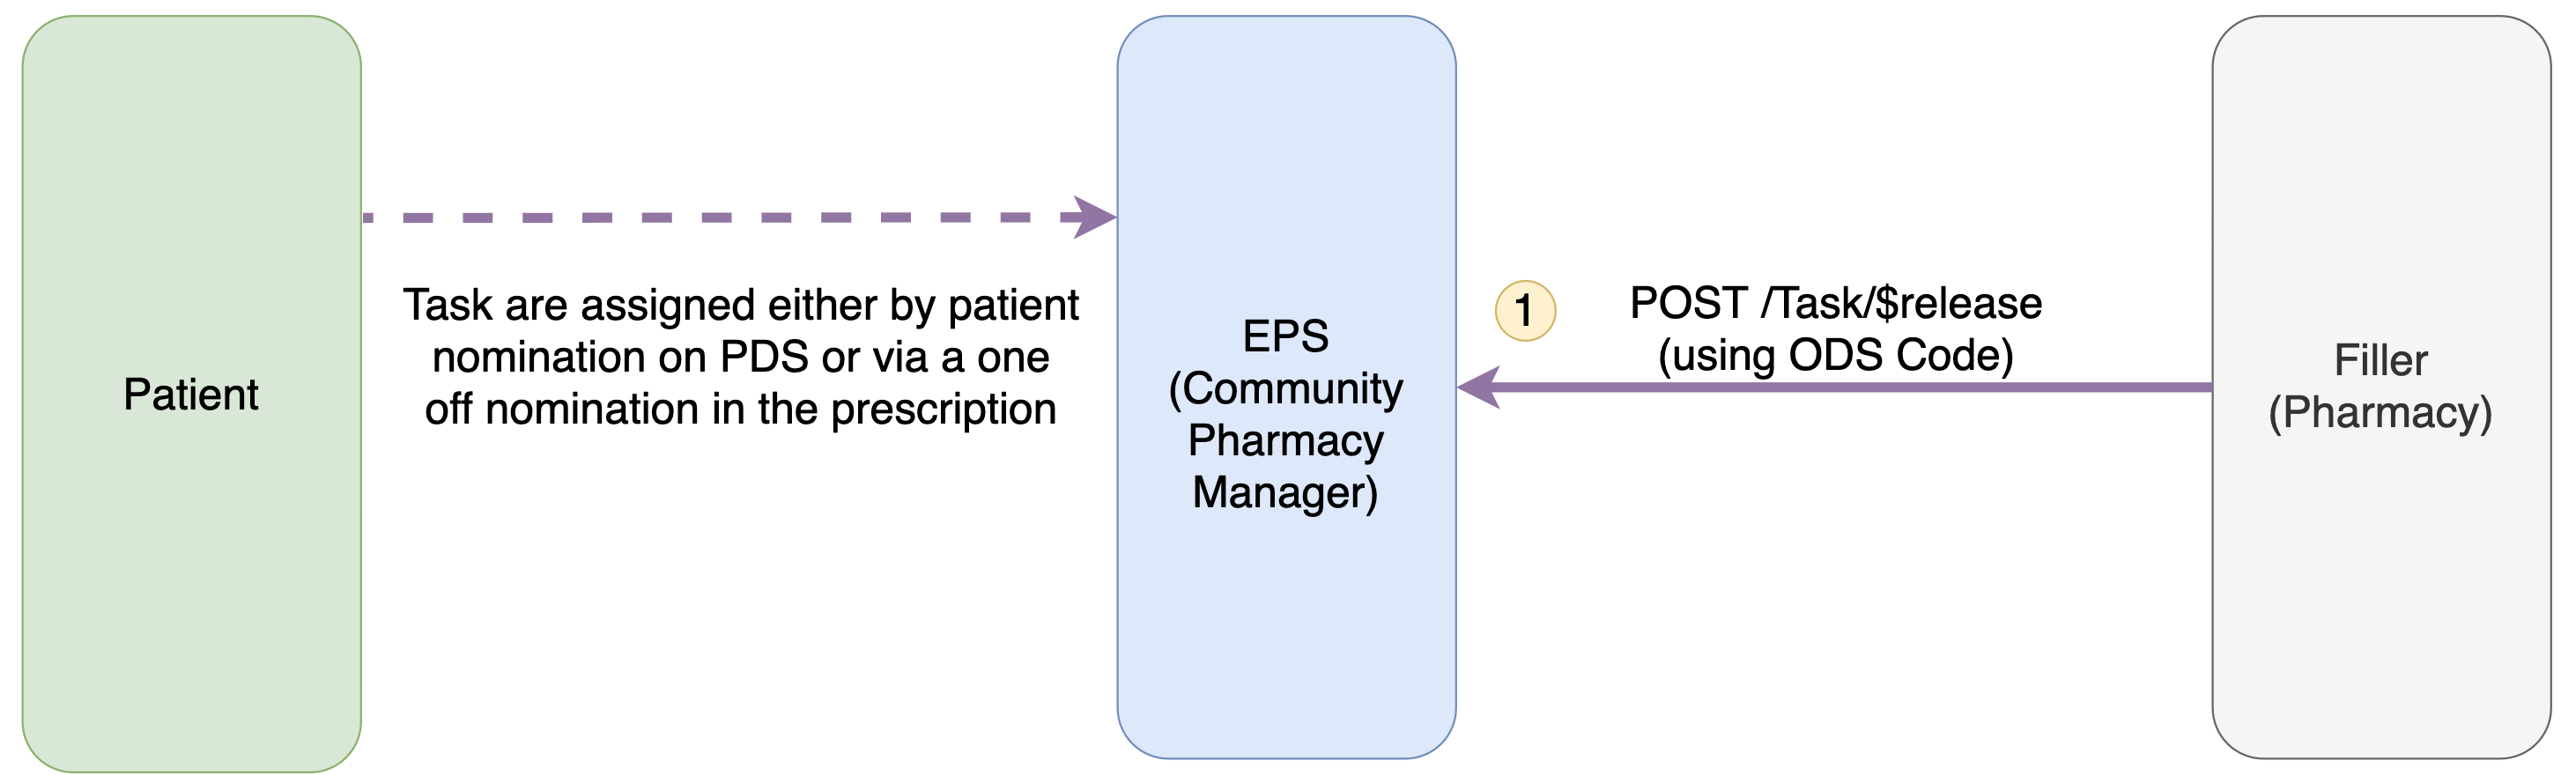 Patient
Task are assigned either by patient
nomination on PDS or via a one
off nomination in the prescription
EPS
(Community
Pharmacy
Manager)
1
POST /Task/$release
(using ODS Code)
Filler
(Pharmacy)